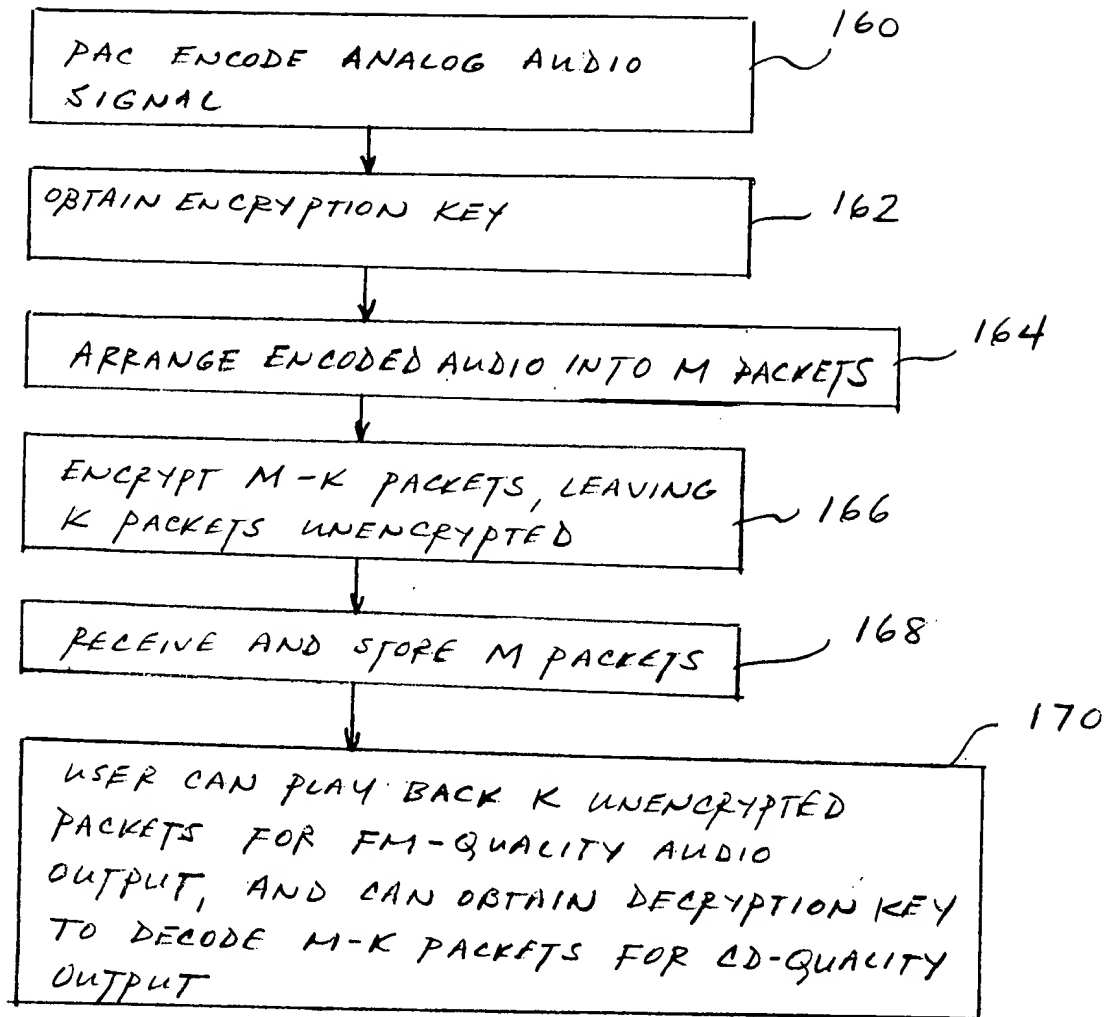 PAC ENCODE ANALOG AUDIO
SIGNAL
160
OBTAIN ENCRYPTION KEY
162
ARRANGE ENCODED AUDIO INTO M PACKETS
164
ENCRYPT M-K PACKETS, LEAVING
K PACKETS UNENCRYPTED
166
RECEIVE AND STORE M PACKETS
168
170
USER CAN PLAY BACK K UNENCRYPTED
PACKETS FOR FM-QUALITY AUDIO
OUTPUT, AND CAN OBTAIN DECRYPTION KEY
TO DECODE M-K PACKETS FOR CD-QUALITY
OUTPUT